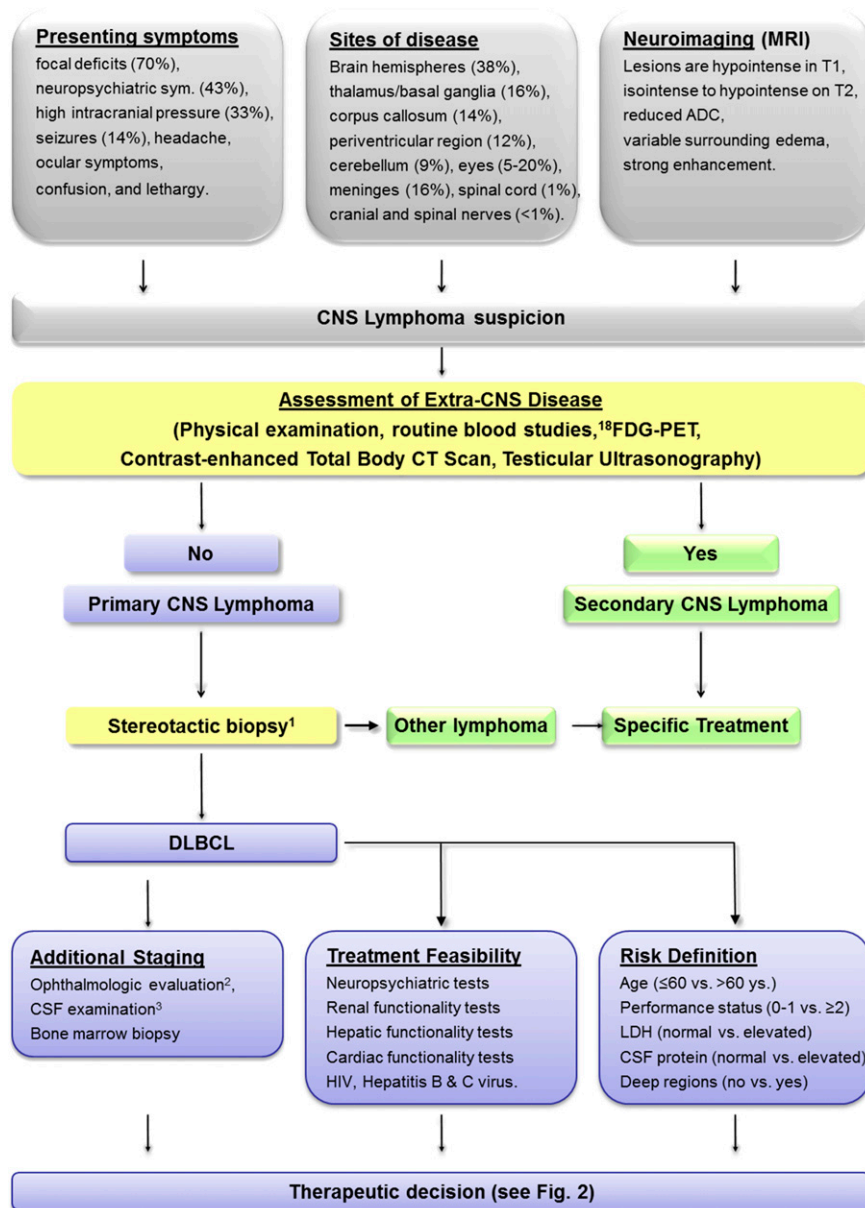 Presenting symptoms
focal deficits (70%),
neuropsychiatric sym. (43%),
high intracranial pressure (33%),
seizures (14%), headache,
ocular symptoms,
confusion, and lethargy.
Sites of disease
Brain hemispheres (38%),
thalamus/basal ganglia (16%),
corpus callosum (14%),
periventricular region (12%),
cerebellum (9%), eyes (5-20%),
meninges (16%), spinal cord (1%),
cranial and spinal nerves (<1%).
Neuroimaging (MRI)
Lesions are hypointense in T1,
isointense to hypointense on T2,
reduced ADC,
variable surrounding edema,
strong enhancement.
CNS Lymphoma suspicion
Assessment of Extra-CNS Disease
(Physical examination, routine blood studies,¹⁸FDG-PET,
Contrast-enhanced Total Body CT Scan, Testicular Ultrasonography)
No
Yes
Primary CNS Lymphoma
Secondary CNS Lymphoma
Stereotactic biopsy¹
Other lymphoma
Specific Treatment
DLBCL
Additional Staging
Ophthalmologic evaluation²,
CSF examination³
Bone marrow biopsy
Treatment Feasibility
Neuropsychiatric tests
Renal functionality tests
Hepatic functionality tests
Cardiac functionality tests
HIV, Hepatitis B & C virus.
Risk Definition
Age (≤60 vs. >60 ys.)
Performance status (0-1 vs. ≥2)
LDH (normal vs. elevated)
CSF protein (normal vs. elevated)
Deep regions (no vs. yes)
Therapeutic decision (see Fig. 2)